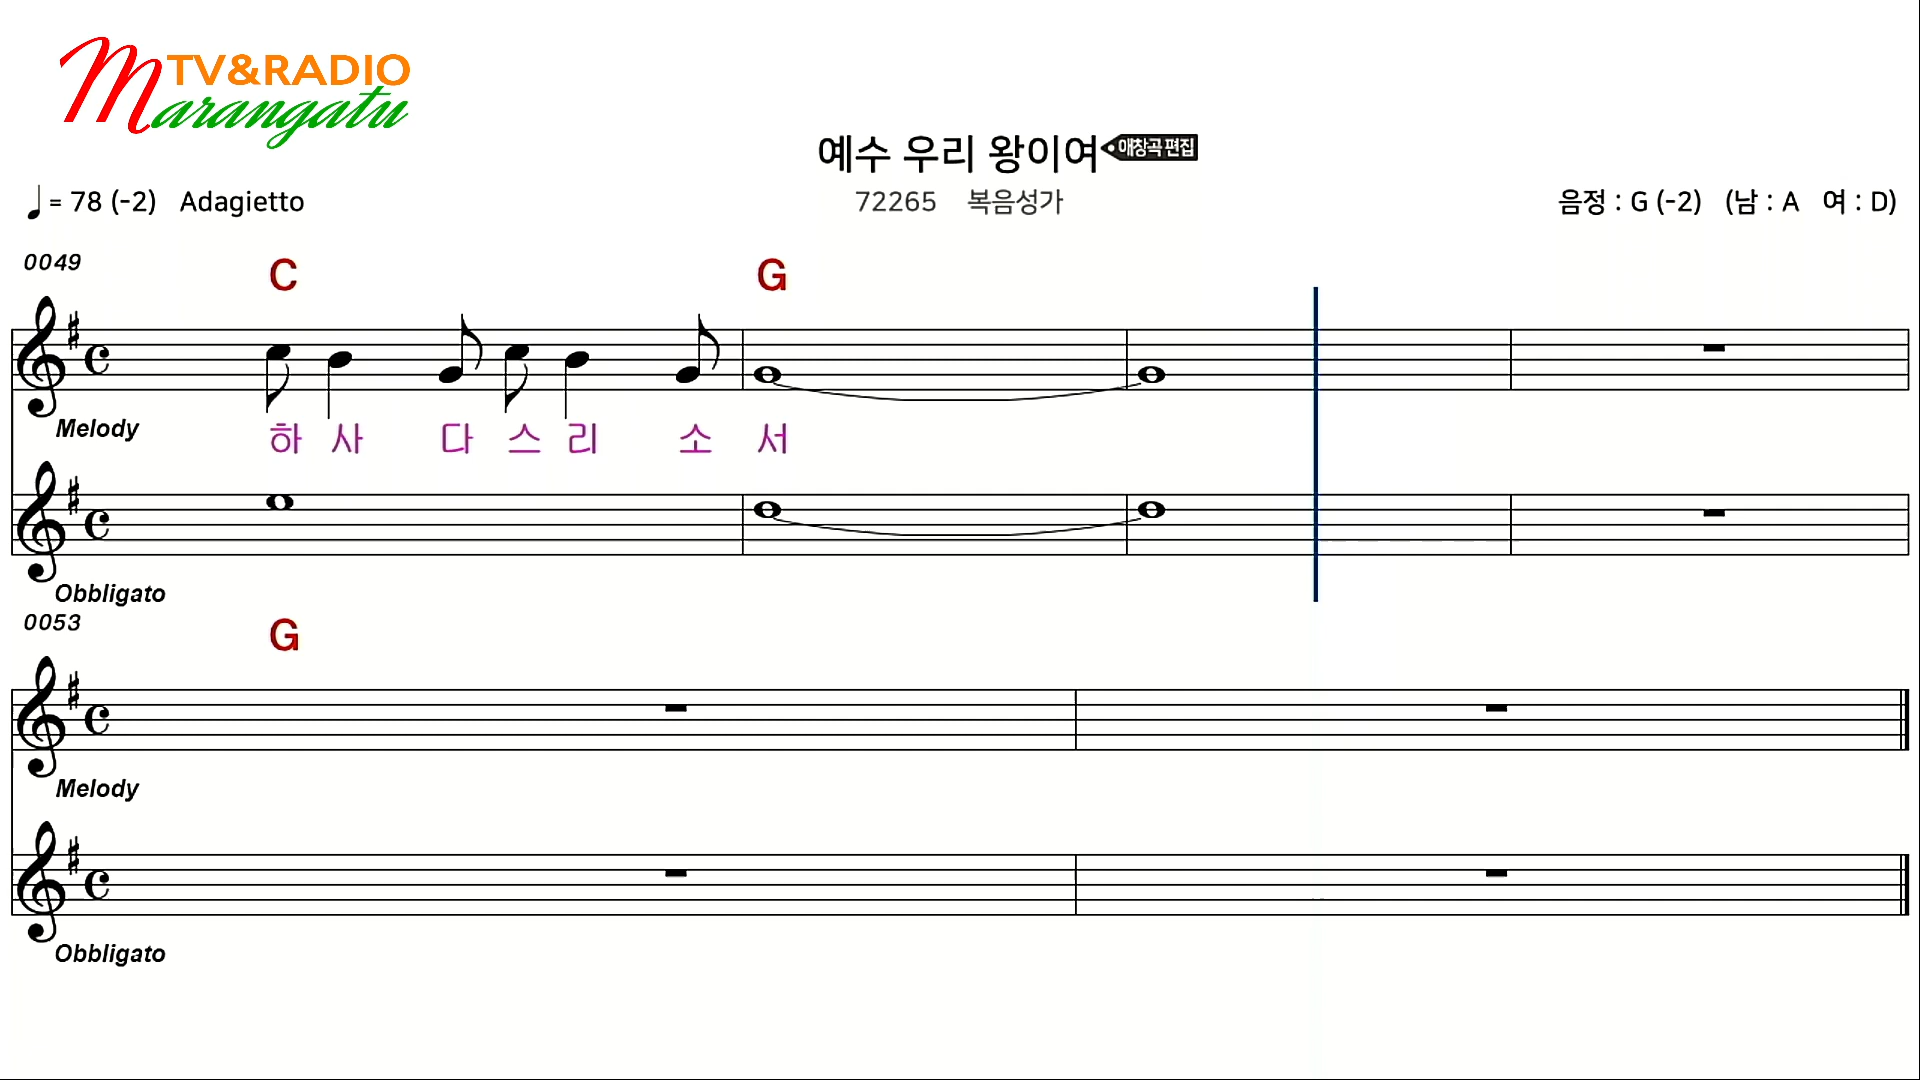 TV&RADIO
Marangatu
예수 우리 왕이여 애창곡 편집
= 78 (-2) Adagietto 72265 복음성가 음정 : G (-2) (남 : A 여 : D)
0049
C G
Melody
하 사 다 스 리 소 서
Obbligato
0053
G
Melody
Obbligato